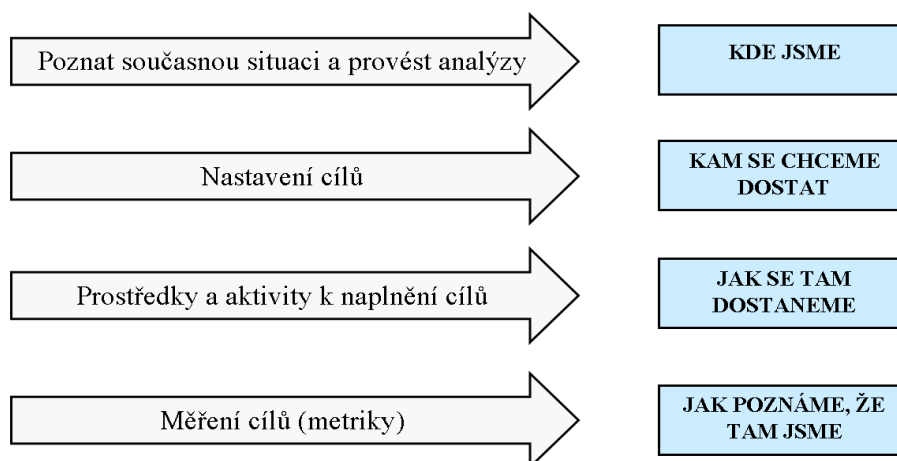 Poznat současnou situaci a provést analýzy
KDE JSME
Nastavení cílů
KAM SE CHCEME
DOSTAT
Prostředky a aktivity k naplnění cílů
JAK SE TAM
DOSTANEME
Měření cílů (metriky)
JAK POZNÁME, ŽE
TAM JSME